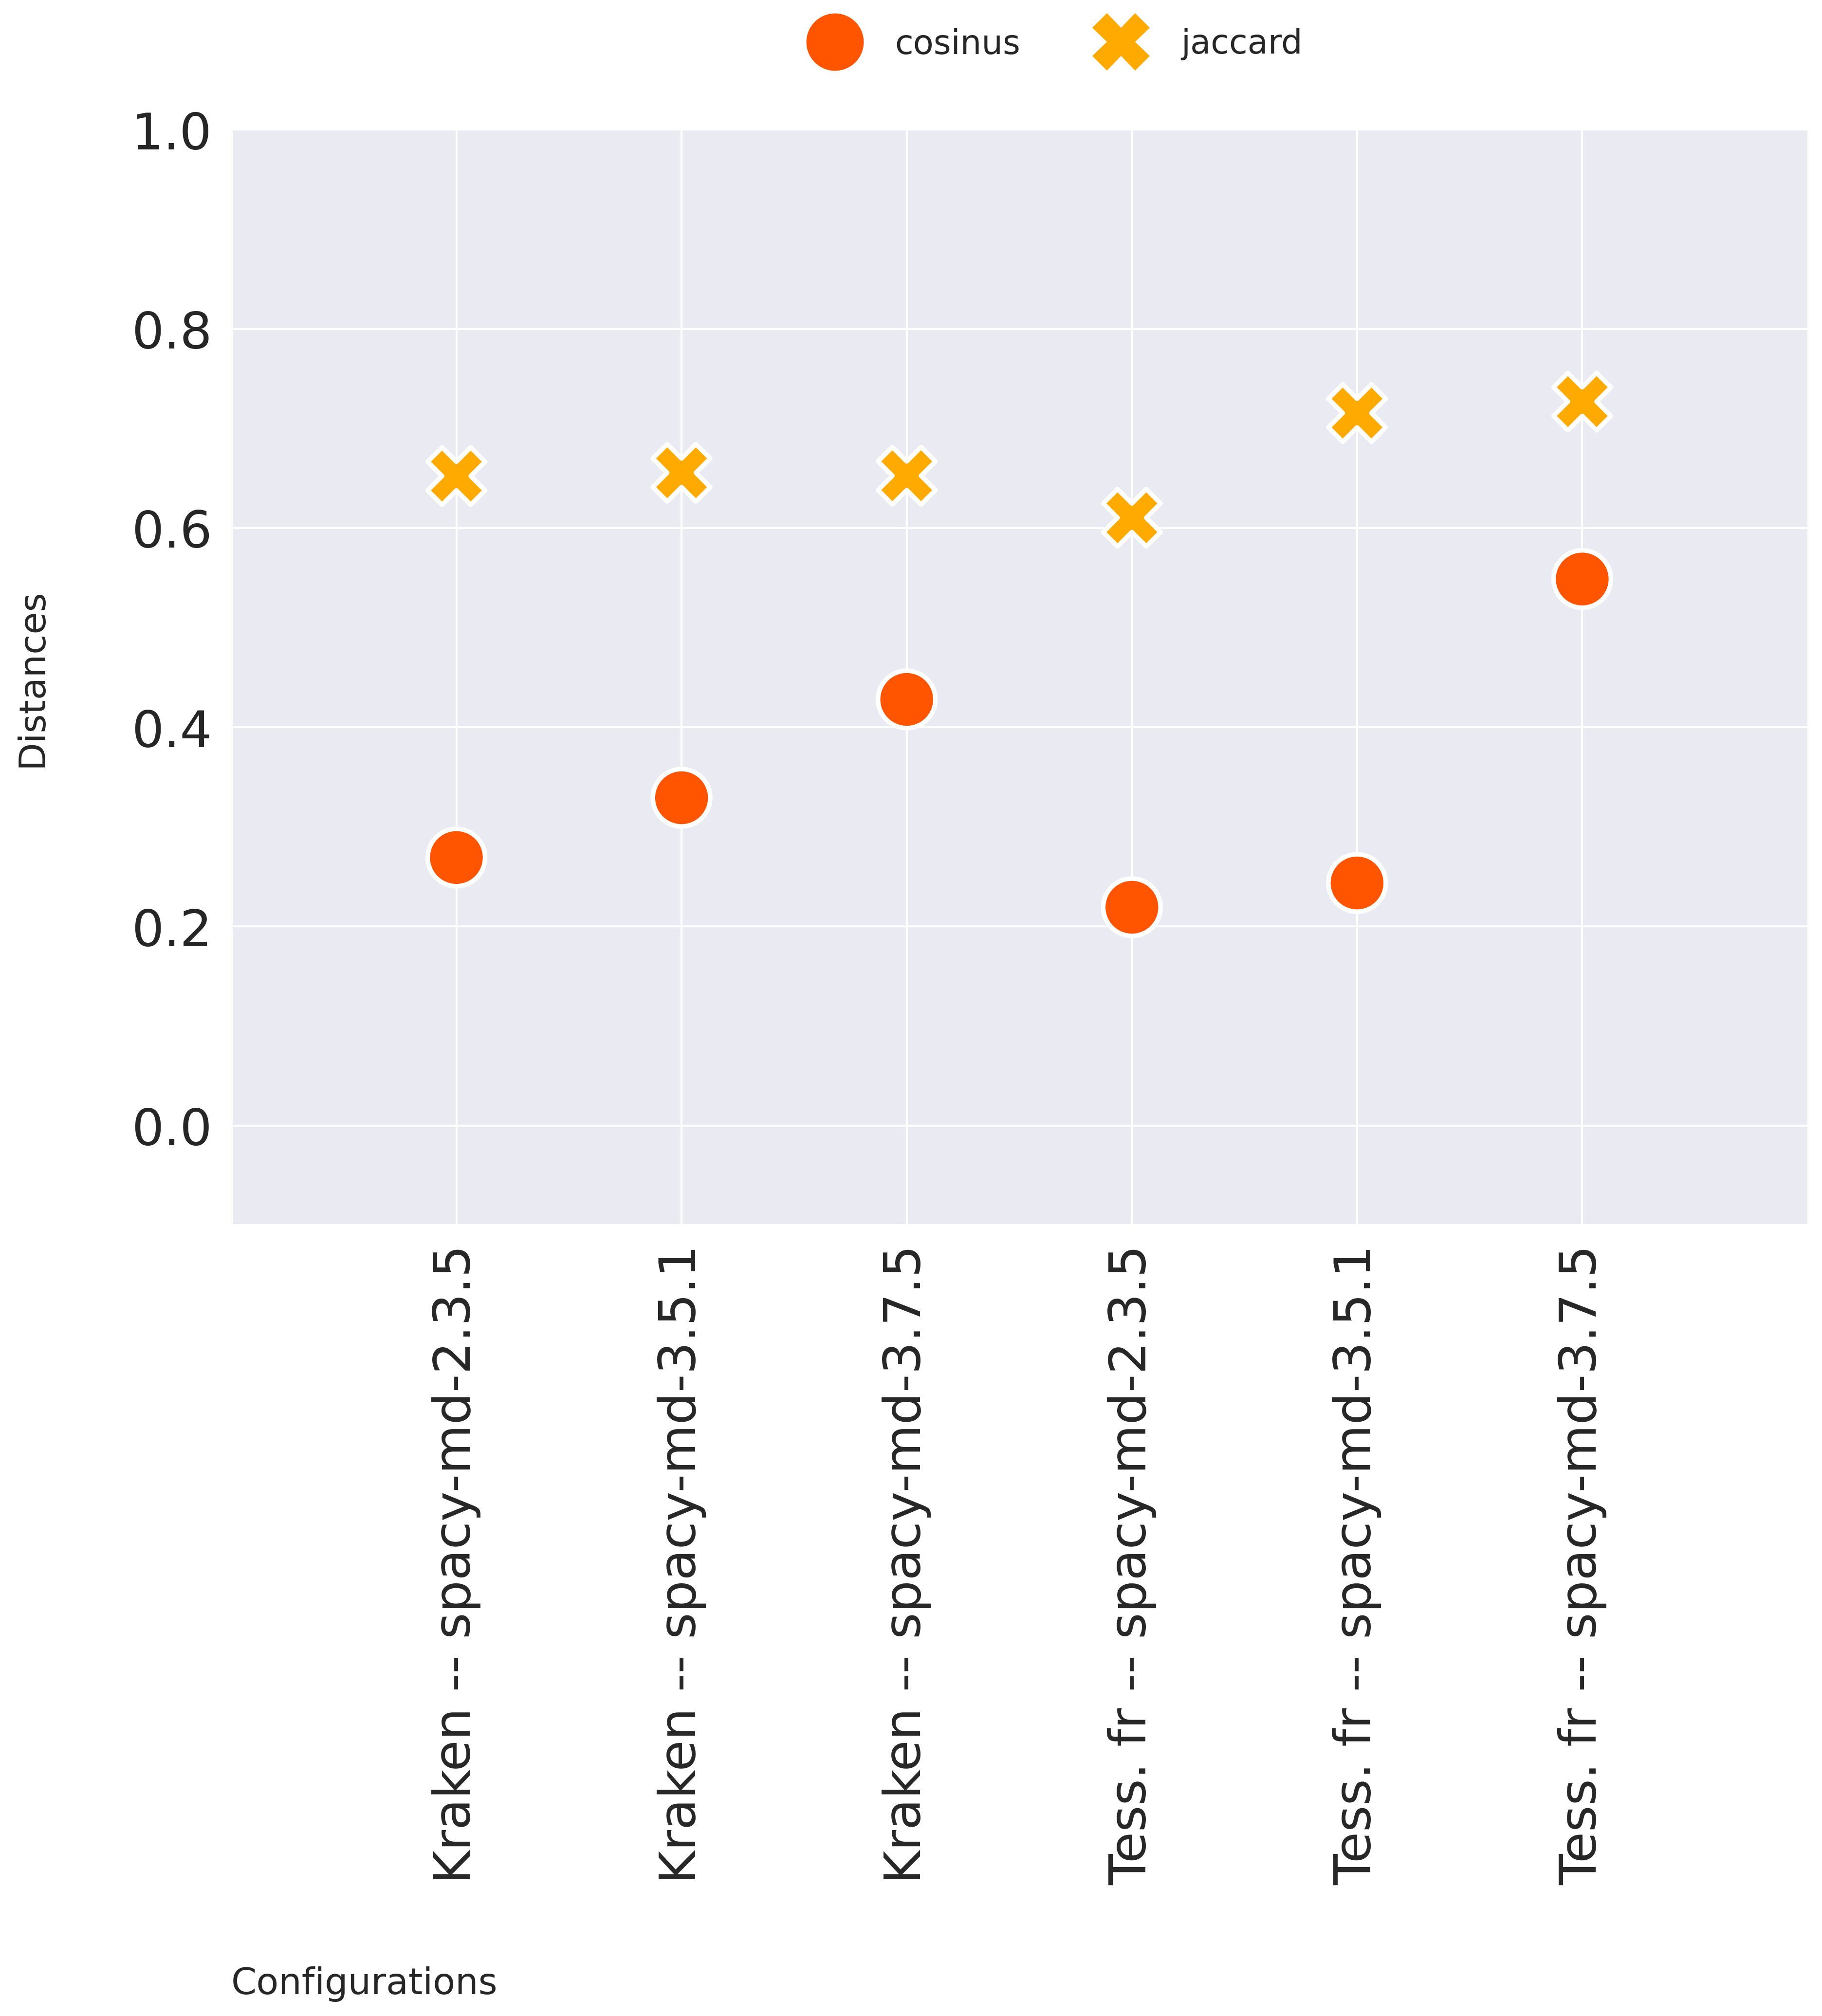 cosinus jaccard
1.0
0.8
0.6
0.4
0.2
0.0
Distances
Kraken -- spacy-md-2.3.5
Kraken -- spacy-md-3.5.1
Kraken -- spacy-md-3.7.5
Tess. fr -- spacy-md-2.3.5
Tess. fr -- spacy-md-3.5.1
Tess. fr -- spacy-md-3.7.5
Configurations